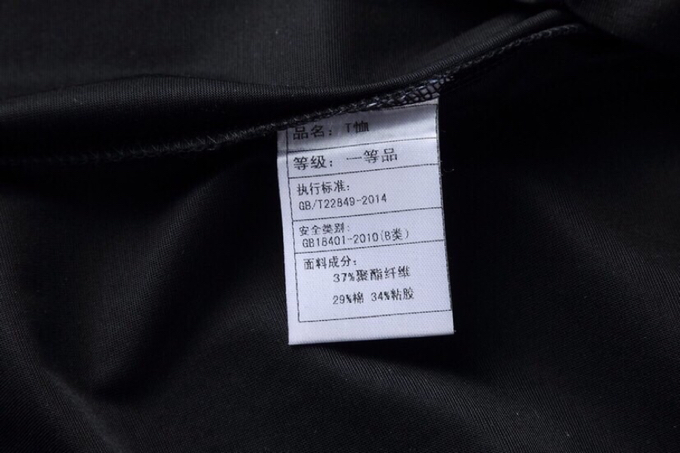 品名: T恤
等级: 一等品
执行标准:
GB/T22849-2014
安全类别:
GB18401-2010(B类)
面料成分:
37%聚酯纤维
29%棉 34%粘胶